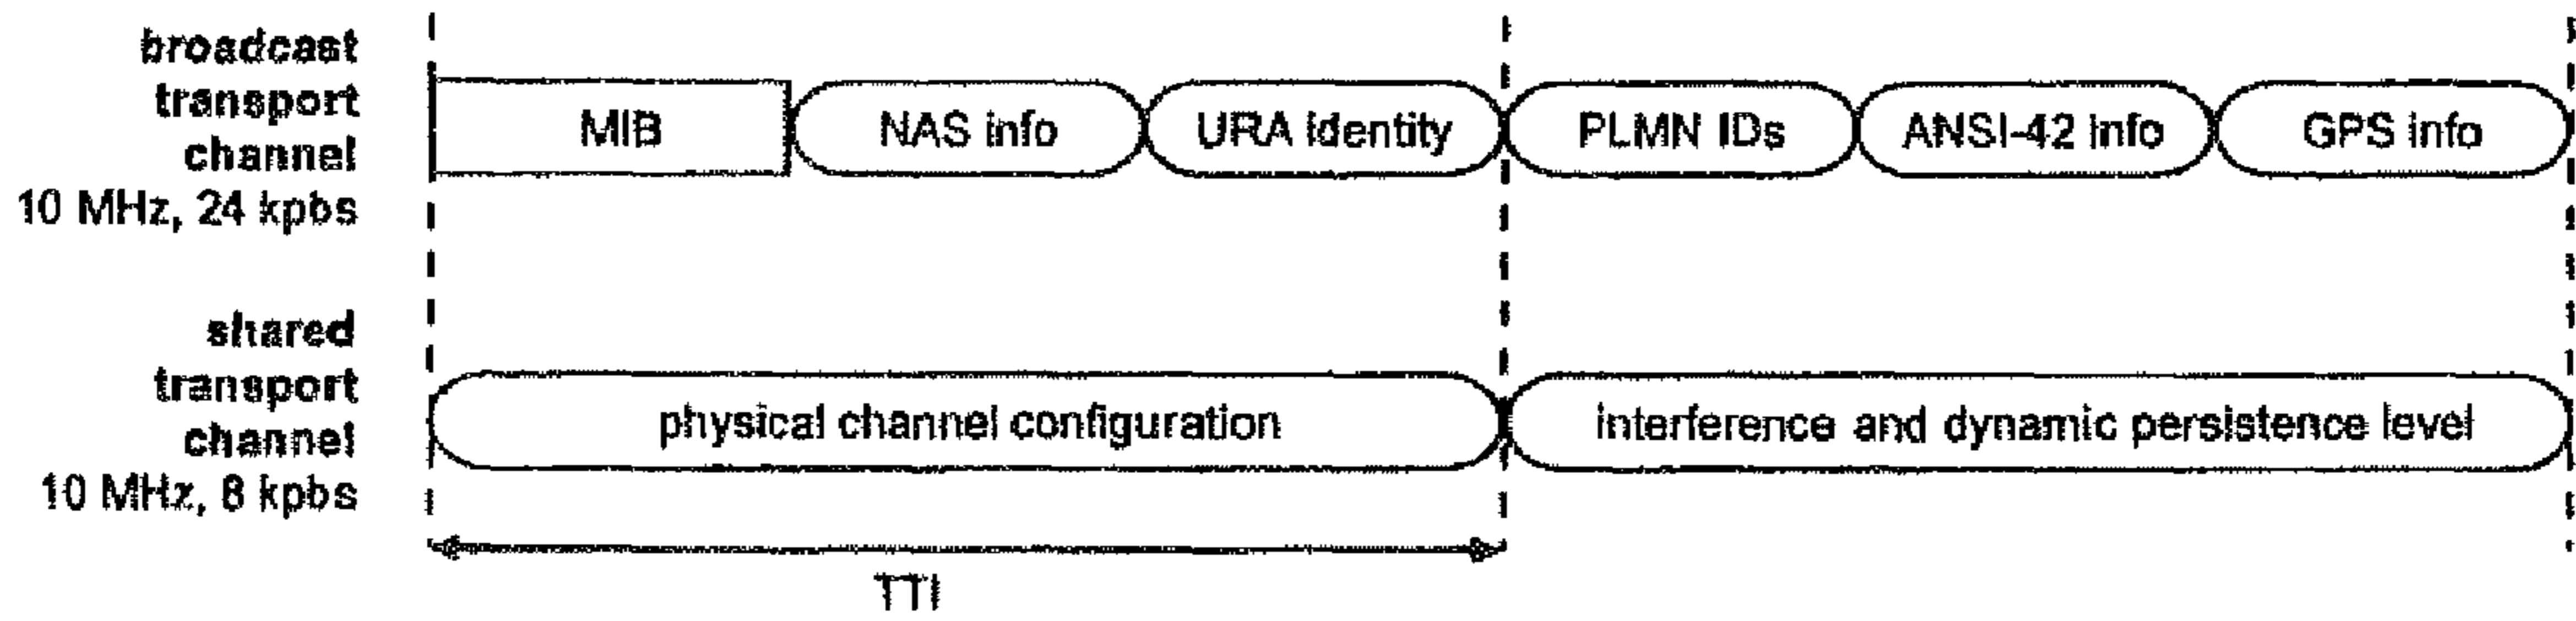 broadcast
transport
channel
10 MHz, 24 kpbs
MIB
NAS info
URA identity
PLMN IDs
ANSI-42 info
GPS info
shared
transport
channel
10 MHz, 8 kpbs
physical channel configuration
interference and dynamic persistence level
TTI